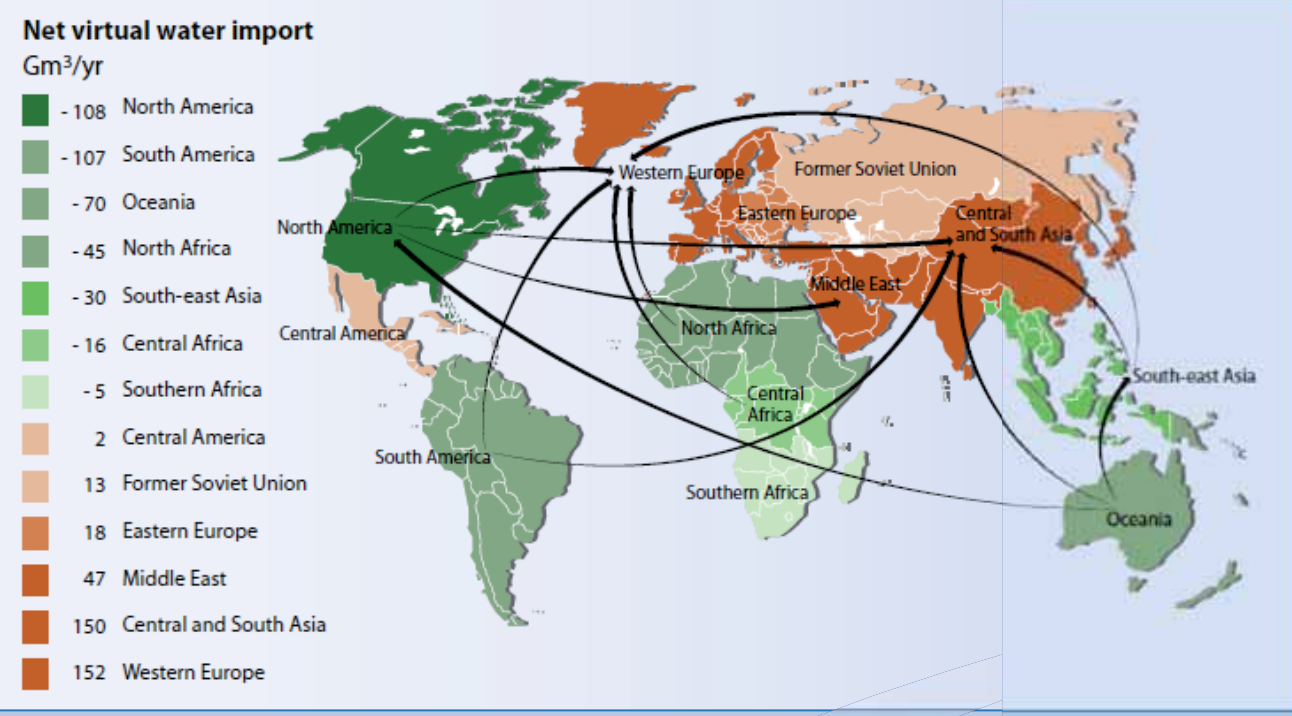 Net virtual water import
Gm³/yr
- 108 North America
- 107 South America
- 70 Oceania
- 45 North Africa
- 30 South-east Asia
- 16 Central Africa
- 5 Southern Africa
2 Central America
13 Former Soviet Union
18 Eastern Europe
47 Middle East
150 Central and South Asia
152 Western Europe
Western Europe
Former Soviet Union
Eastern Europe
Central
and South Asia
North America
Middle East
Central America
North Africa
South-east Asia
Central
Africa
South America
Southern Africa
Oceania